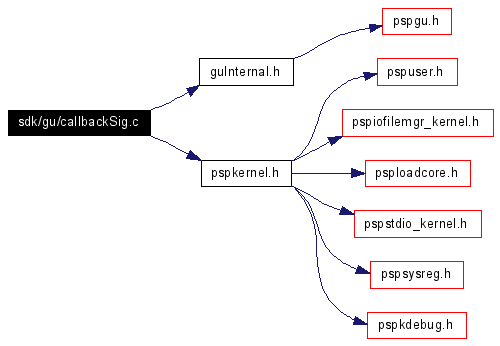 pspgu.h
guInternal.h
pspuser.h
sdk/gu/callbackSig.c
pspiofilemgr_kernel.h
pspkernel.h
psploadcore.h
pspstdio_kernel.h
pspsysreg.h
pspkdebug.h